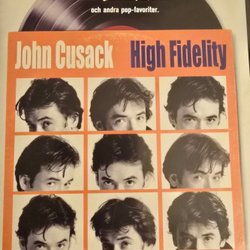 och andra pop-favoriter.
John Cusack High Fidelity